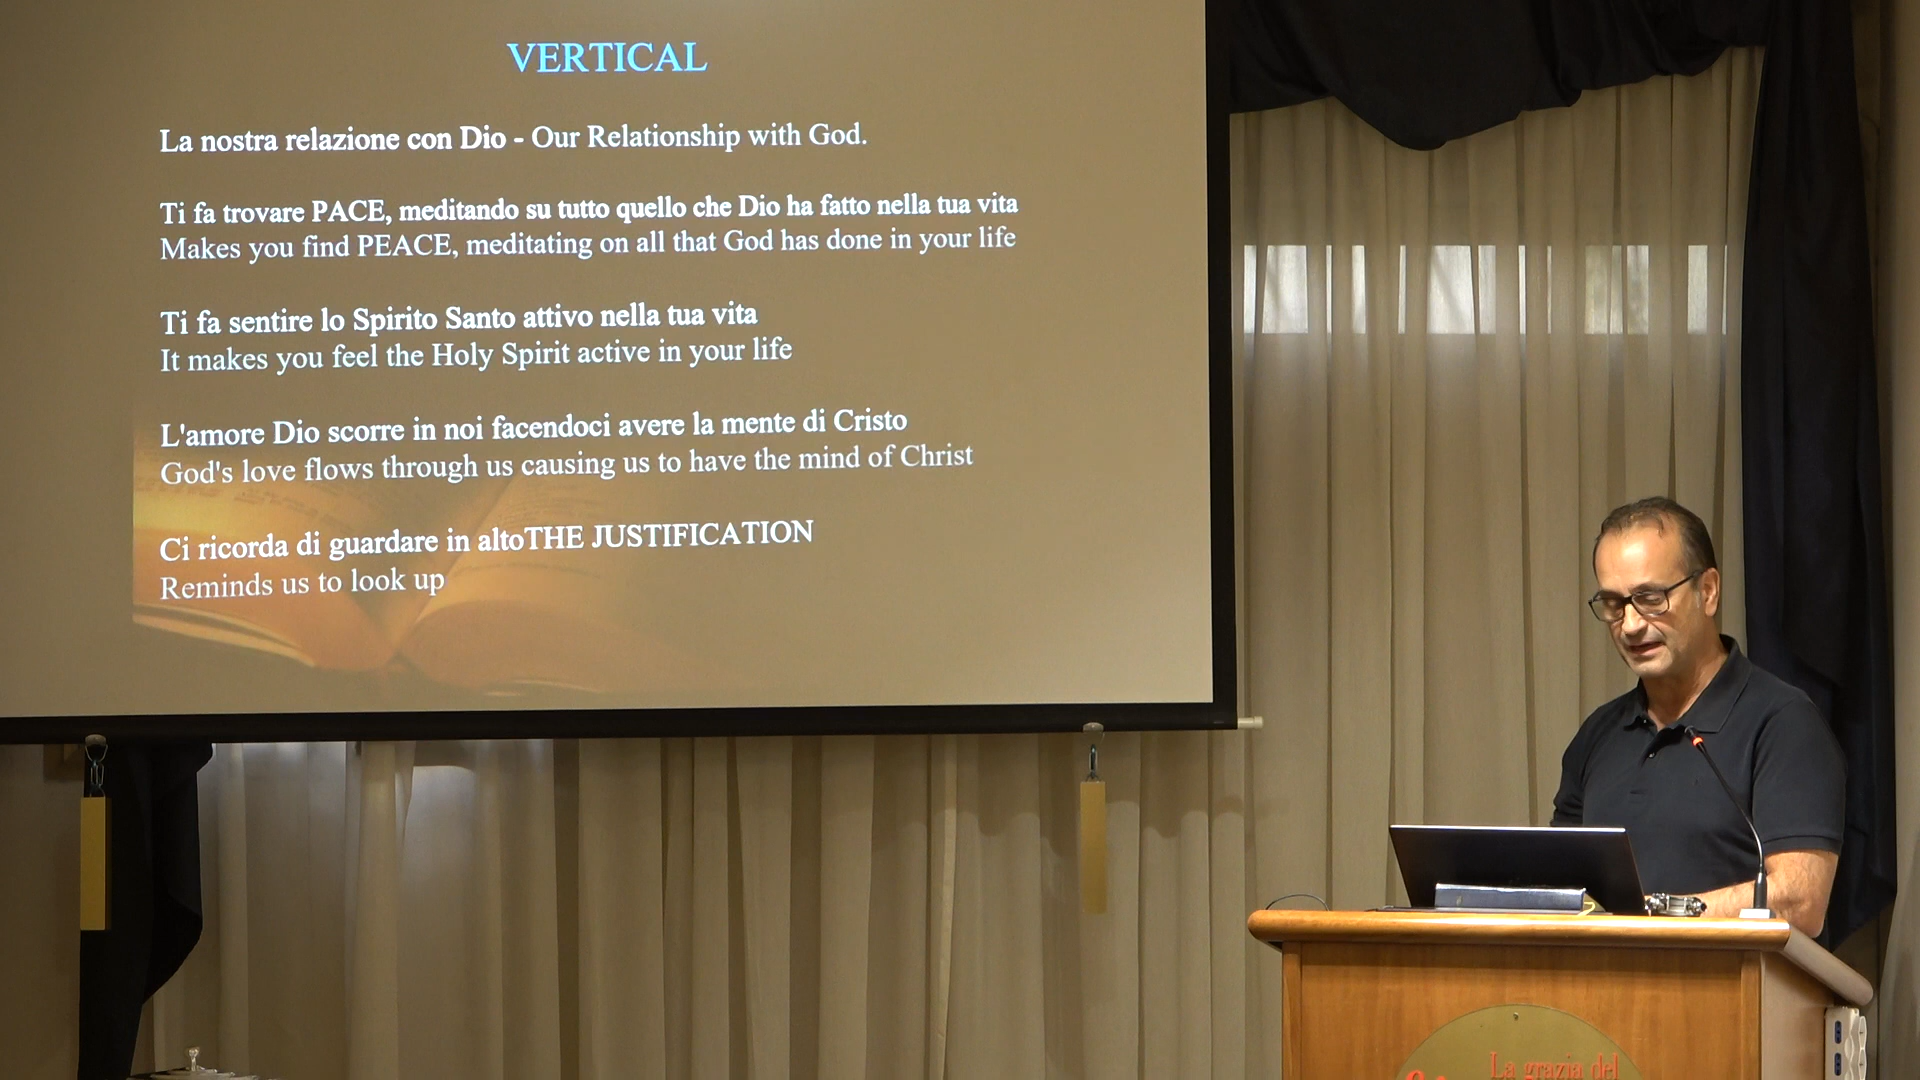 VERTICAL
La nostra relazione con Dio - Our Relationship with God.
Ti fa trovare PACE, meditando su tutto quello che Dio ha fatto nella tua vita
Makes you find PEACE, meditating on all that God has done in your life
Ti fa sentire lo Spirito Santo attivo nella tua vita
It makes you feel the Holy Spirit active in your life
L'amore Dio scorre in noi facendoci avere la mente di Cristo
God's love flows through us causing us to have the mind of Christ
Ci ricorda di guardare in altoTHE JUSTIFICATION
Reminds us to look up
La grazia del